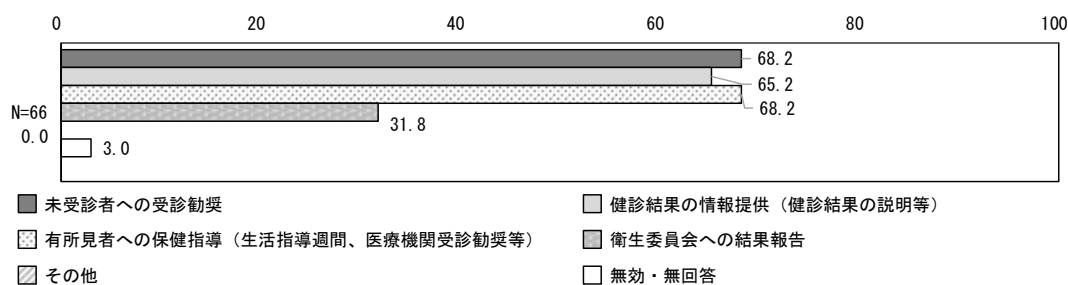 0 20 40 60 80 100
68.2
65.2
68.2
N=66
31.8
0.0
3.0
未受診者への受診勧奨
健診結果の情報提供（健診結果の説明等）
有所見者への保健指導（生活指導週間、医療機関受診勧奨等）
衛生委員会への結果報告
その他
無効・無回答